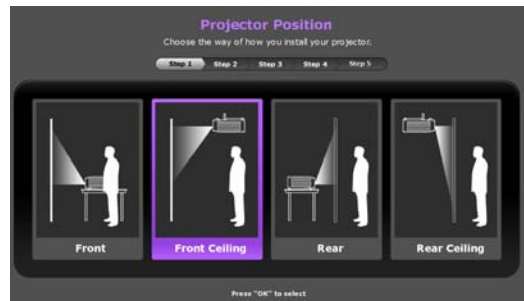 Projector Position
Choose the way of how you install your projector.
Step 1 Step 2 Step 3 Step 4 Step 5
Front Front Ceiling Rear Rear Ceiling
Press "OK" to select